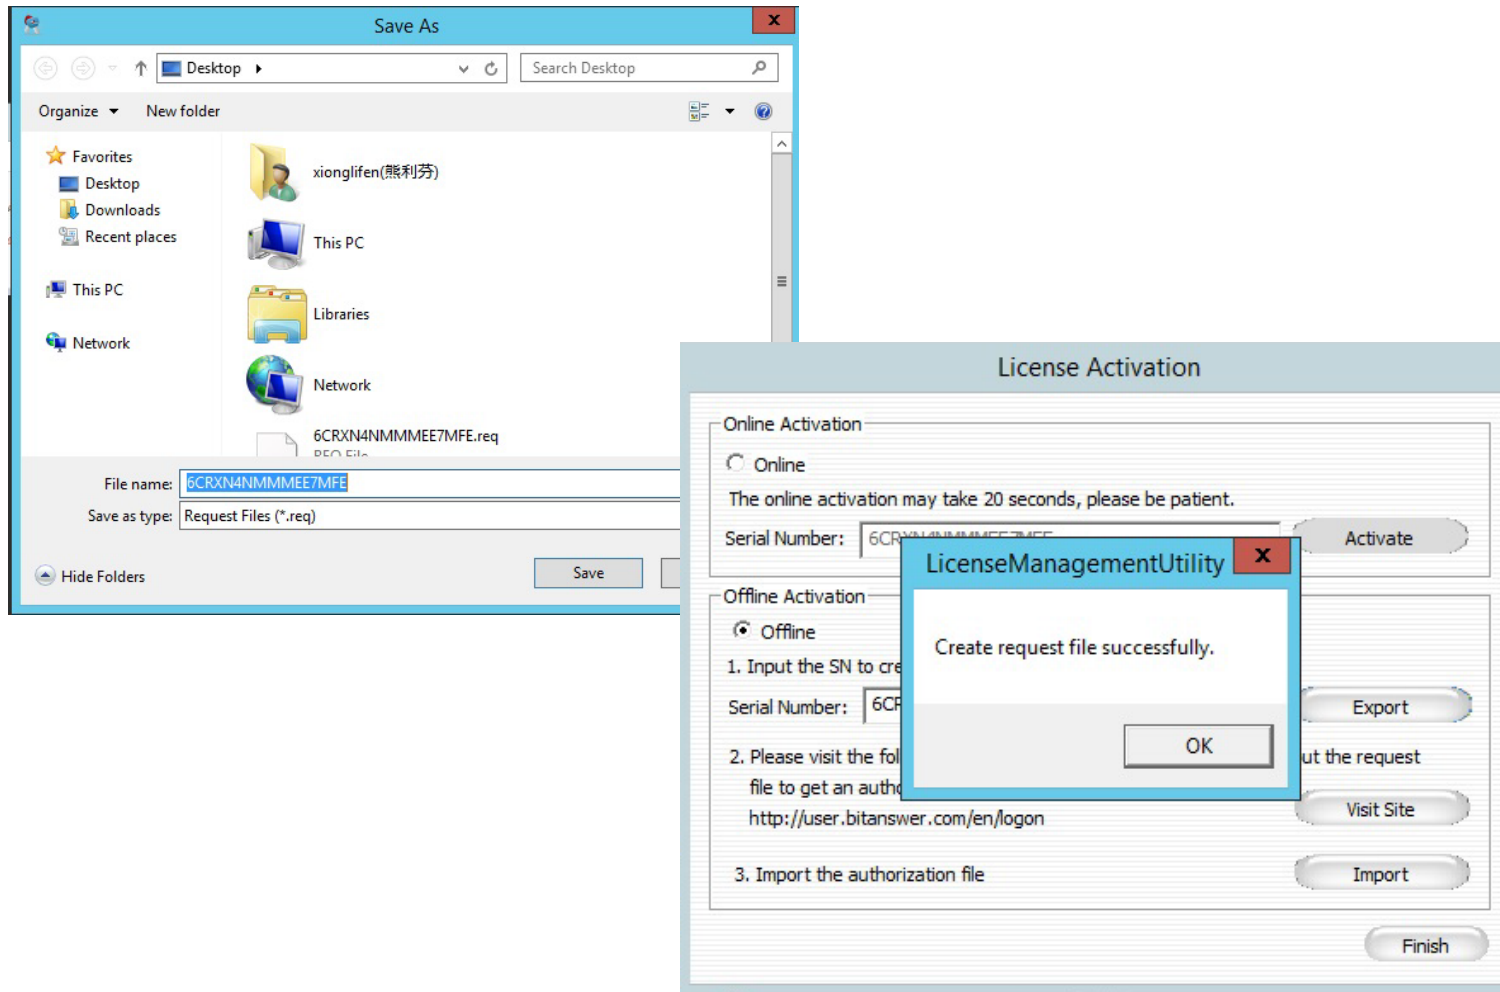 Save As
x
Desktop
Search Desktop
Organize
New folder
Favorites
Desktop
Downloads
Recent places
This PC
Network
xionglifen(熊利芬)
This PC
Libraries
Network
6CRXN4NMMMEE7MFE.req
REQ File
File name: 6CRXN4NMMMEE7MFE
Save as type: Request Files (*.req)
Hide Folders
Save
License Activation
Online Activation
Online
The online activation may take 20 seconds, please be patient.
Serial Number: 6CRXN4NMMMEE7MFE Activate
LicenseManagementUtility x
Create request file successfully.
OK
Offline Activation
Offline
1. Input the SN to cre
Serial Number: 6CR Export
2. Please visit the fol ut the request
file to get an autho
http://user.bitanswer.com/en/logon Visit Site
3. Import the authorization file Import
Finish